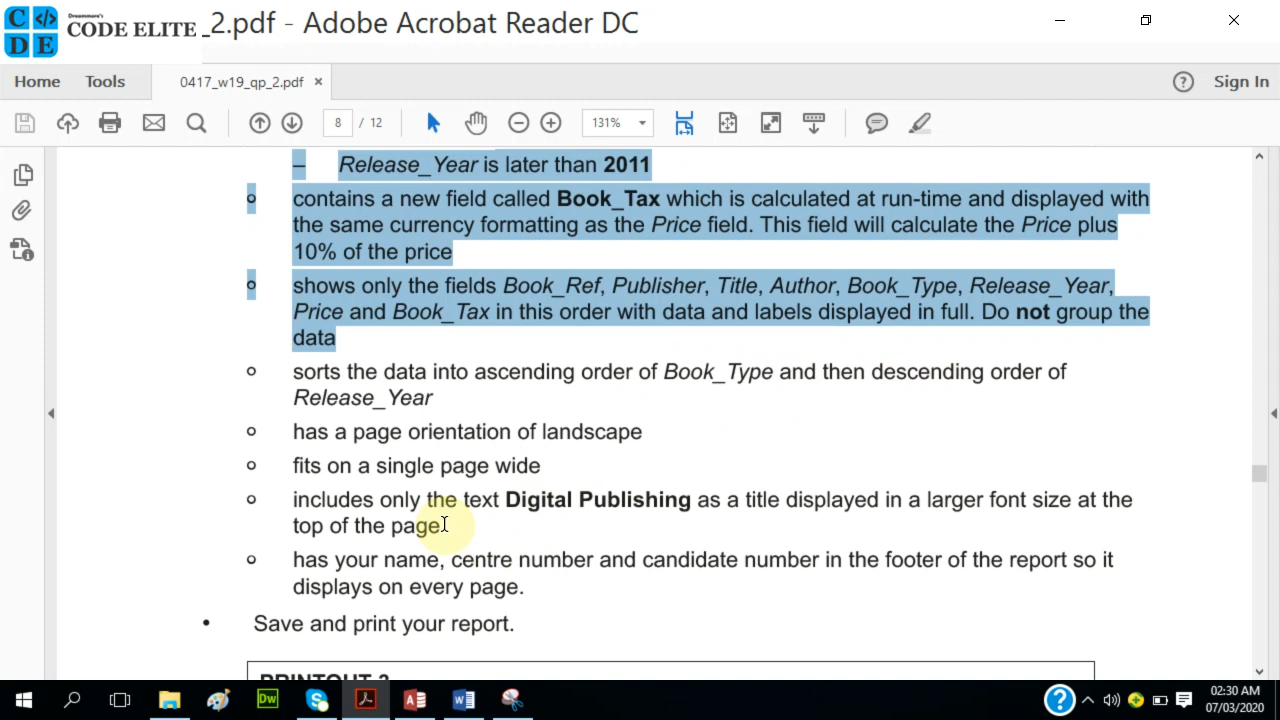 Dreammore's
CODE ELITE
C </>
D E
_2.pdf - Adobe Acrobat Reader DC
Home Tools 0417_w19_qp_2.pdf × ? Sign In
8 / 12 131%
– Release_Year is later than 2011
o contains a new field called Book_Tax which is calculated at run-time and displayed with
the same currency formatting as the Price field. This field will calculate the Price plus
10% of the price
o shows only the fields Book_Ref, Publisher, Title, Author, Book_Type, Release_Year,
Price and Book_Tax in this order with data and labels displayed in full. Do not group the
data
o sorts the data into ascending order of Book_Type and then descending order of
Release_Year
o has a page orientation of landscape
o fits on a single page wide
o includes only the text Digital Publishing as a title displayed in a larger font size at the
top of the page
o has your name, centre number and candidate number in the footer of the report so it
displays on every page.
• Save and print your report.
PRINTOUT 3
Dw S A W ? 02:30 AM
07/03/2020